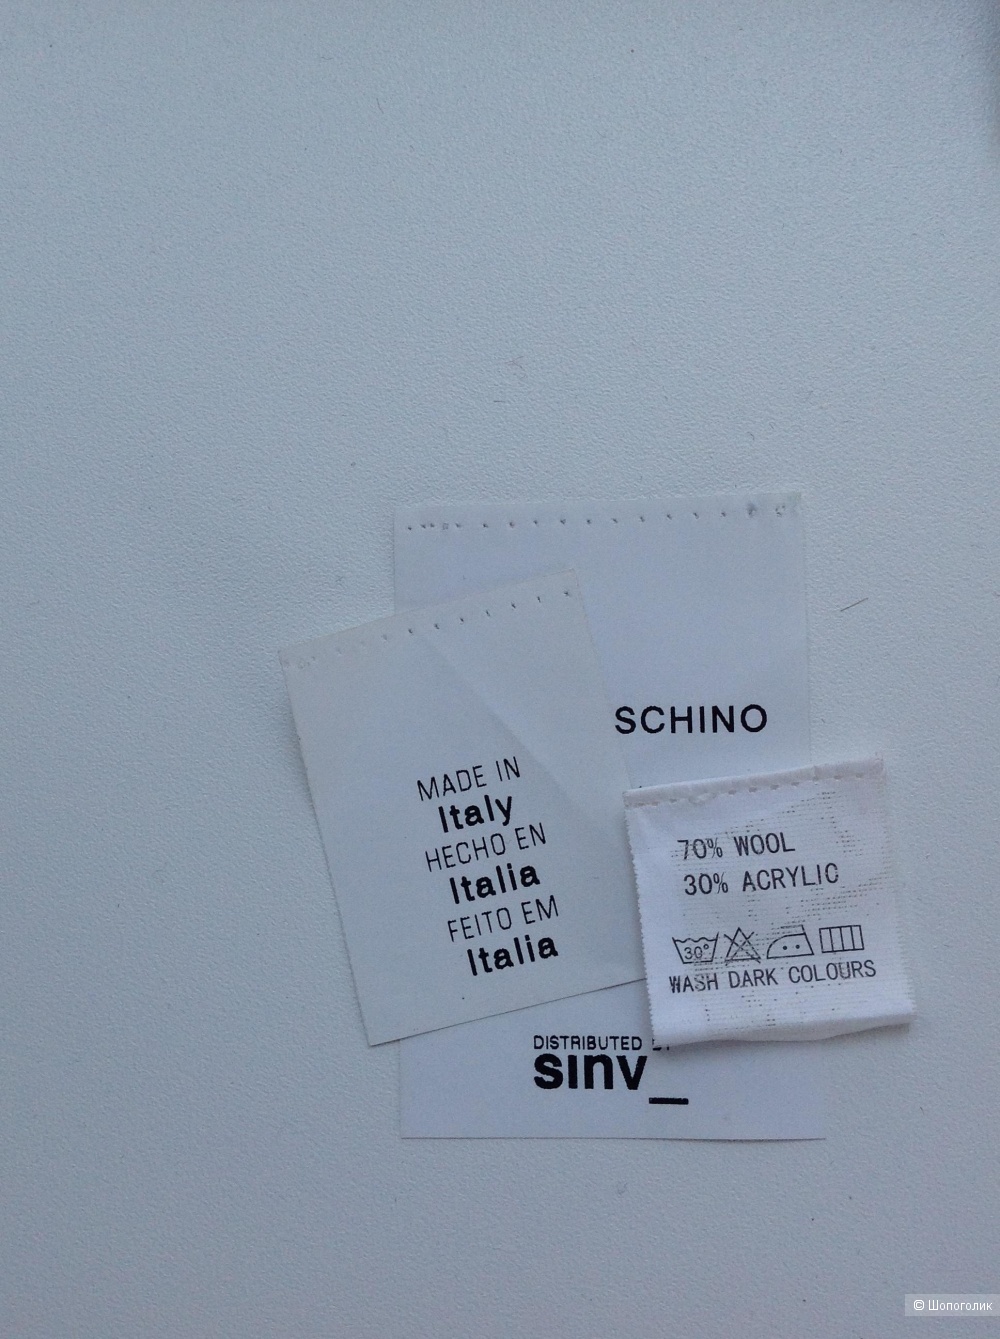 SCHINO
MADE IN
Italy
HECHO EN
Italia
FEITO EM
Italia
70% WOOL
30% ACRYLIC
30°
WASH DARK COLOURS
DISTRIBUTED
sınv_
© Шопоголик